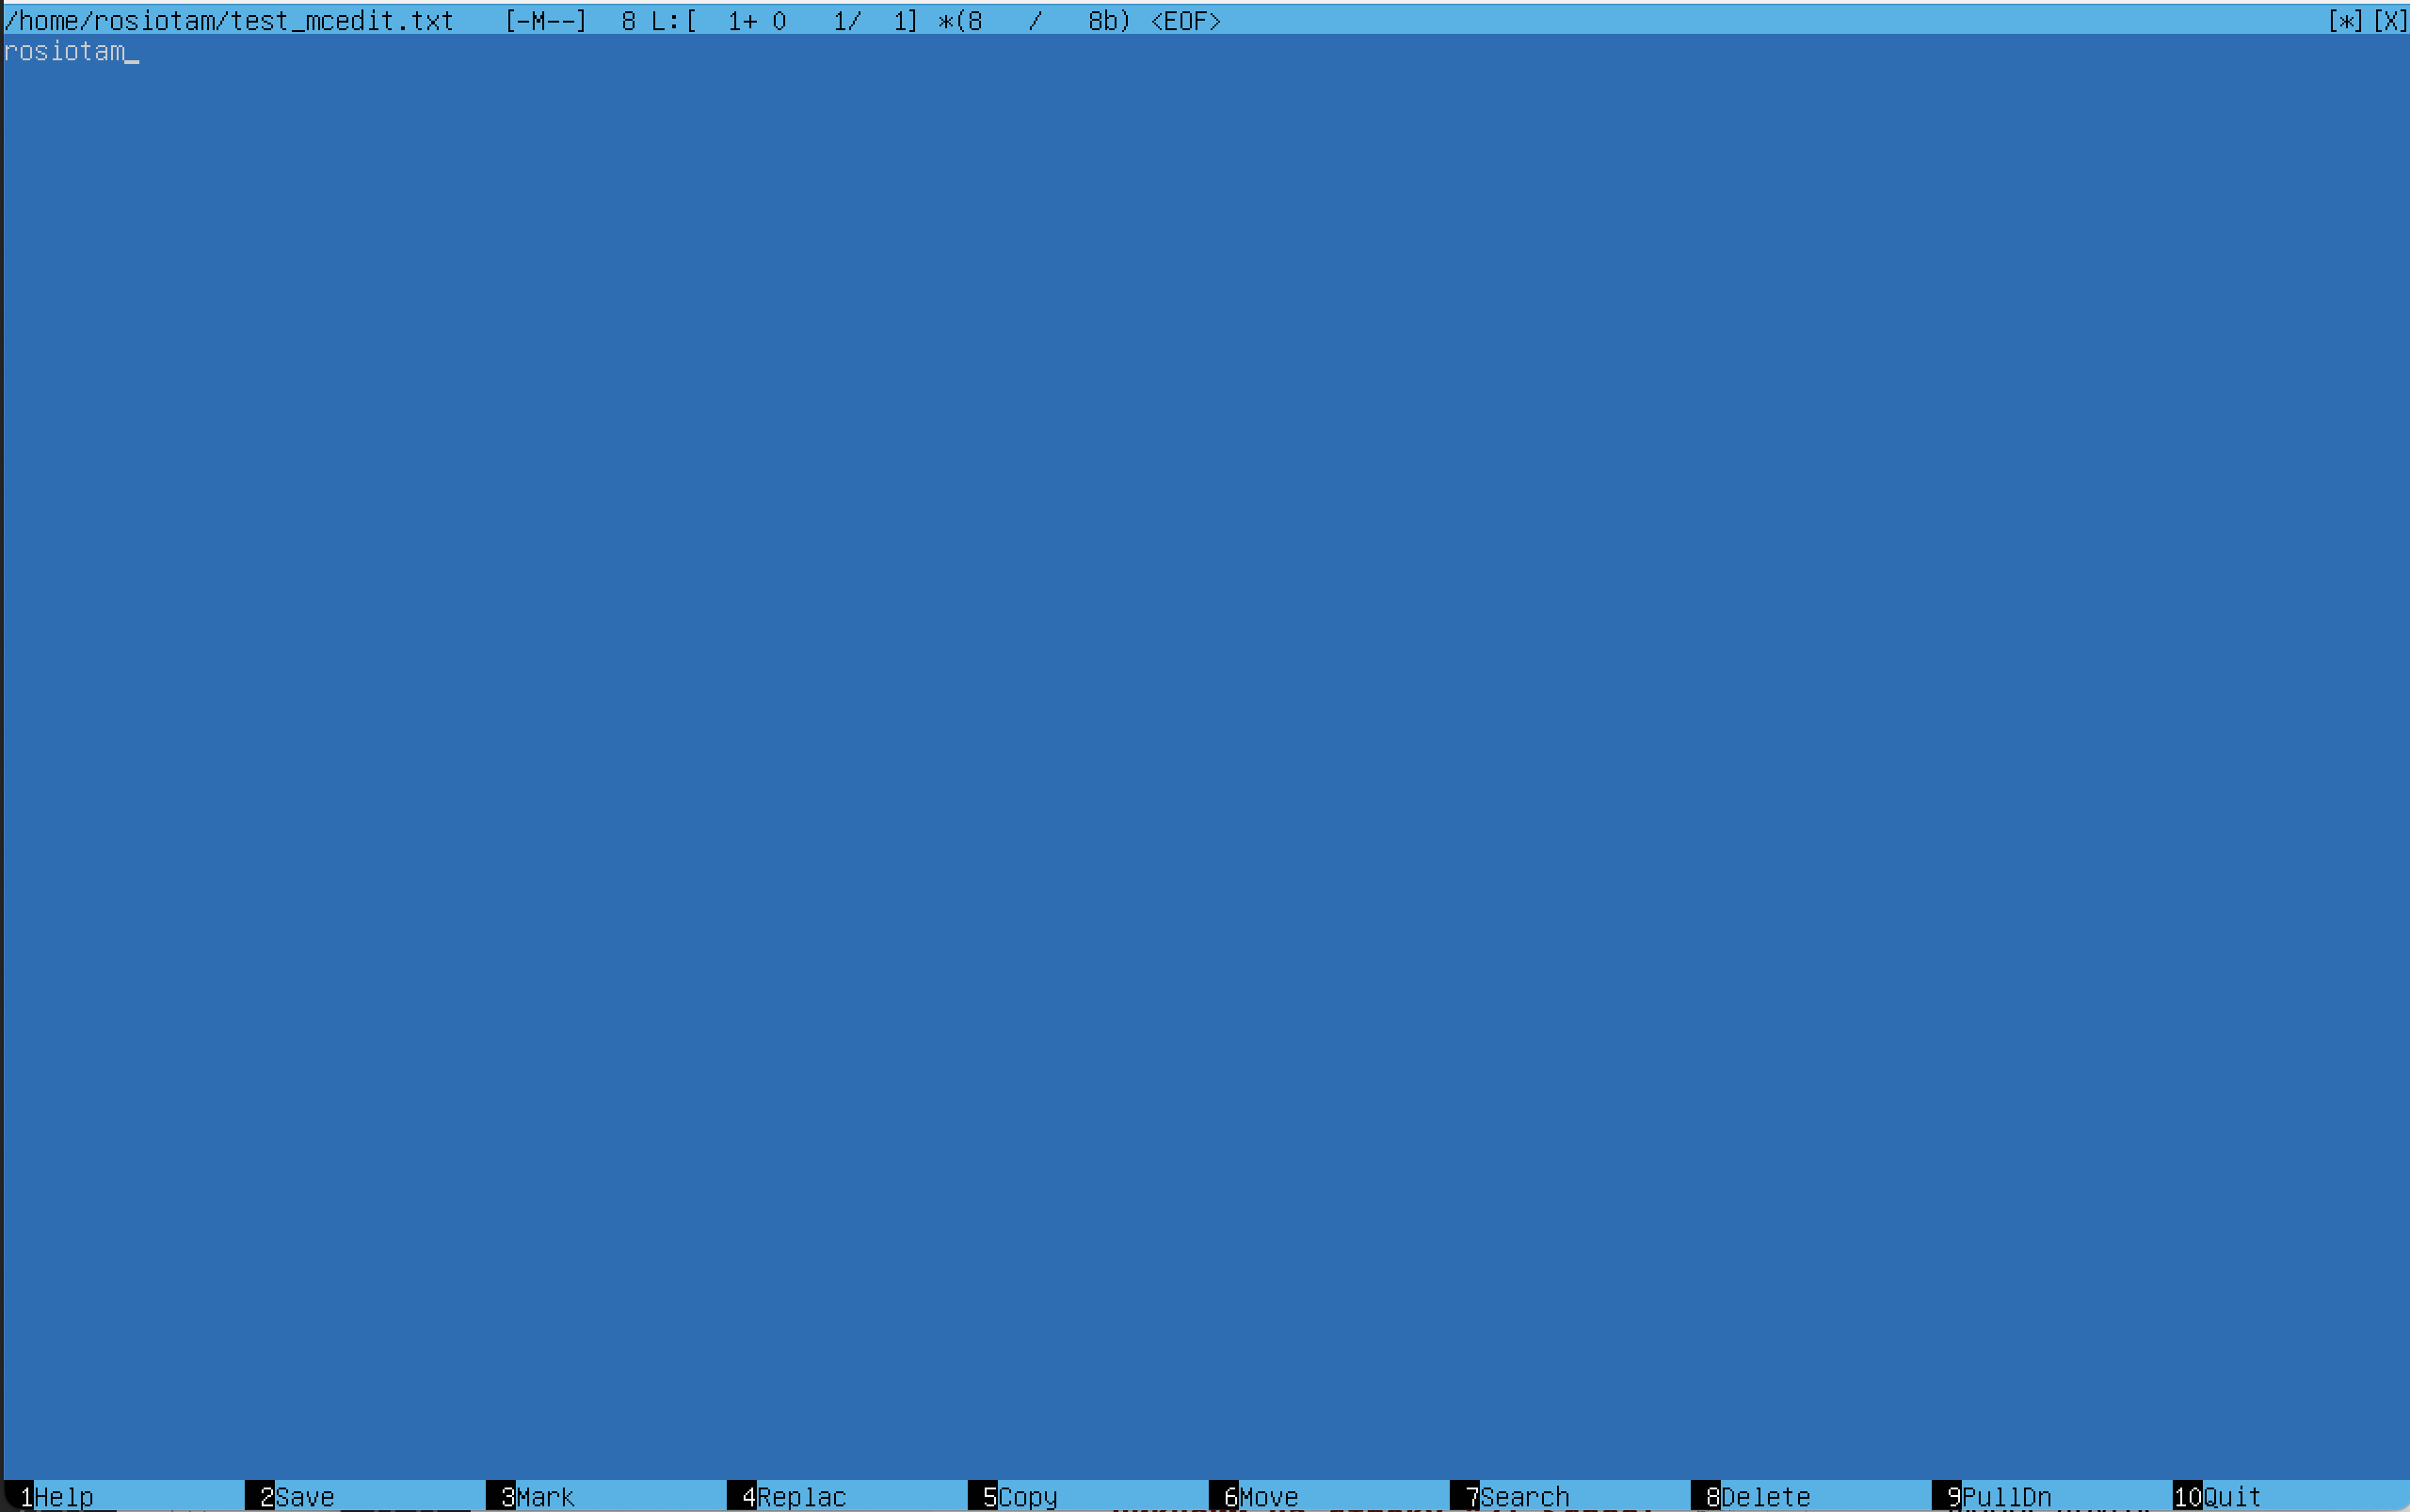 /home/rosiotam/test_mcedit.txt [-M--] 8 L:[ 1+ 0 1/ 1] *(8 / 8b) <EOF> [*][X]
rosiotam_
1Help 2Save 3Mark 4Replac 5Copy 6Move 7Search 8Delete 9PullDn 10Quit